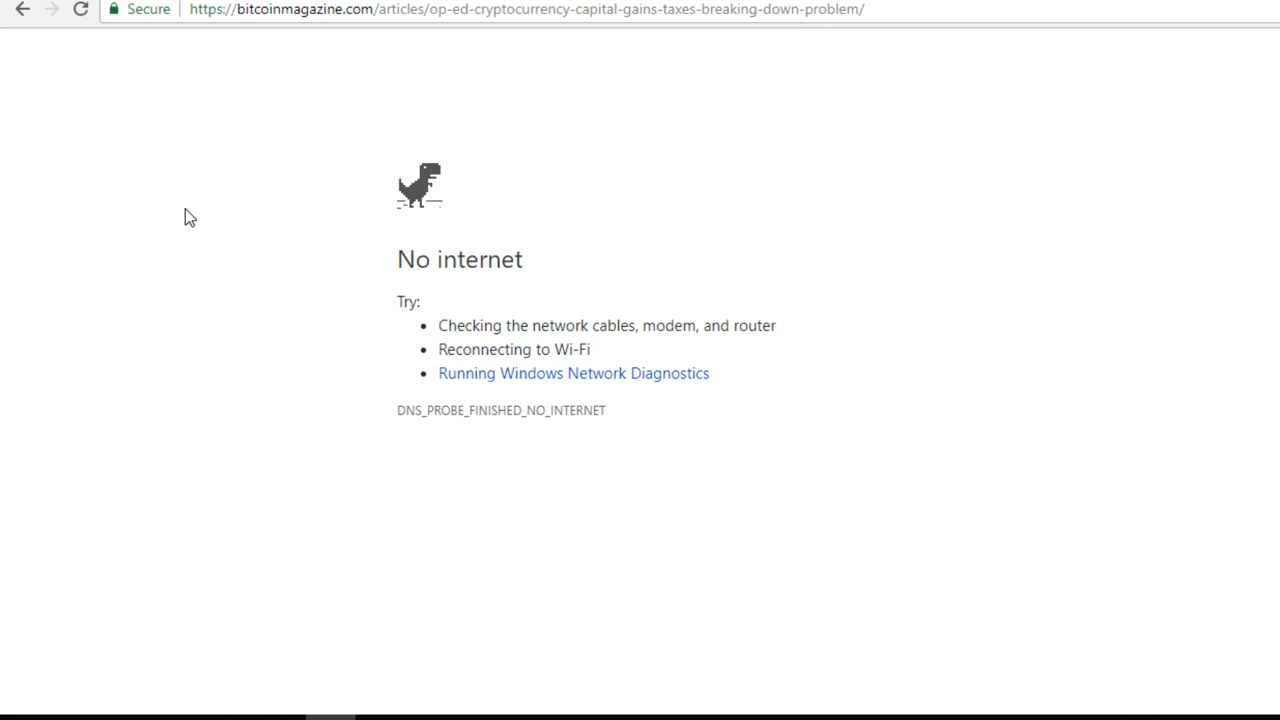 Secure https://bitcoinmagazine.com/articles/op-ed-cryptocurrency-capital-gains-taxes-breaking-down-problem/
No internet
Try:
• Checking the network cables, modem, and router
• Reconnecting to Wi-Fi
• Running Windows Network Diagnostics
DNS_PROBE_FINISHED_NO_INTERNET